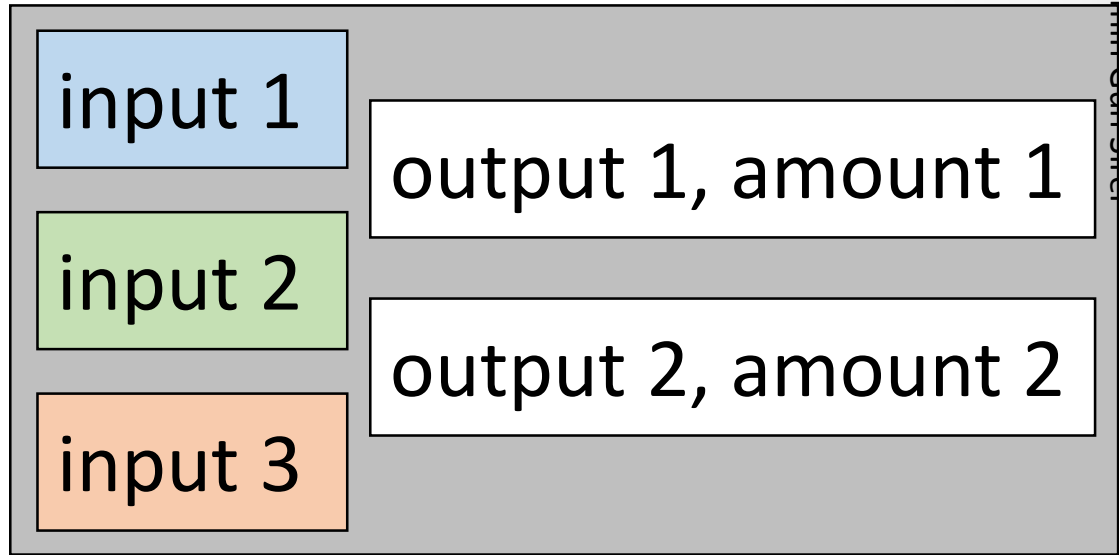 input 1
input 2
input 3
output 1, amount 1
output 2, amount 2